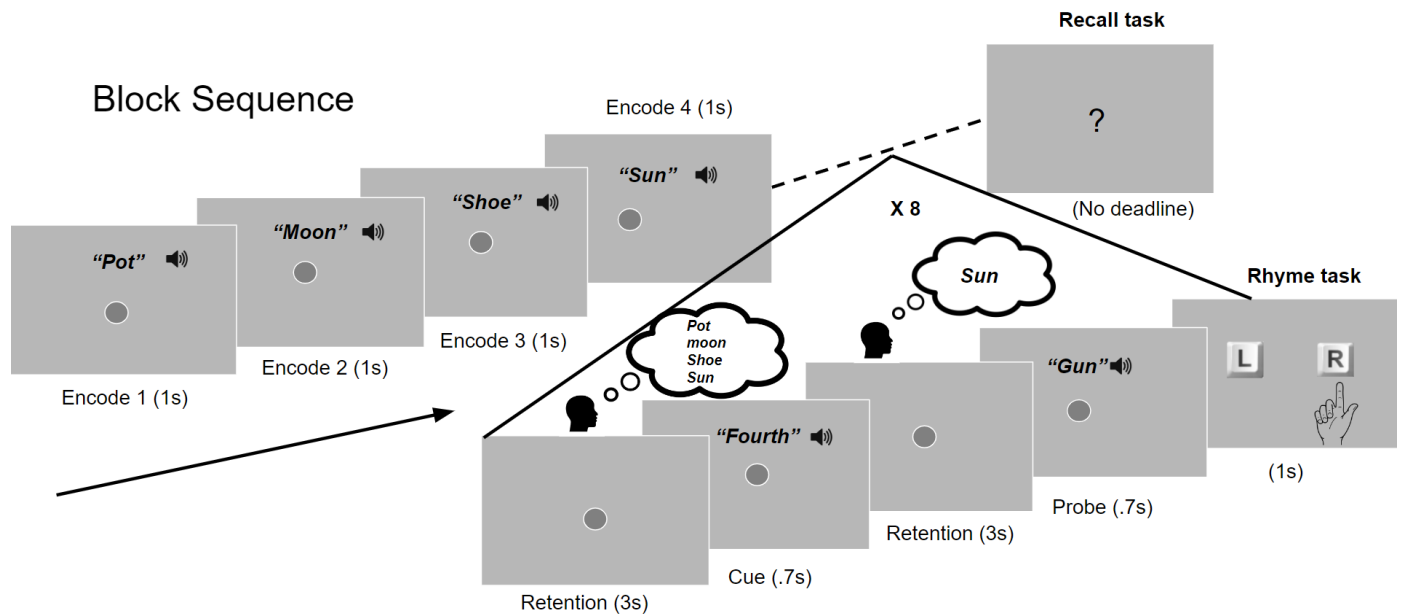 Block Sequence
“Pot”
Encode 1 (1s)
“Moon”
Encode 2 (1s)
“Shoe”
Encode 3 (1s)
Encode 4 (1s)
“Sun”
Recall task
?
(No deadline)
X 8
Pot
moon
Shoe
Sun
Retention (3s)
“Fourth”
Cue (.7s)
Sun
Retention (3s)
“Gun”
Probe (.7s)
Rhyme task
L R
(1s)